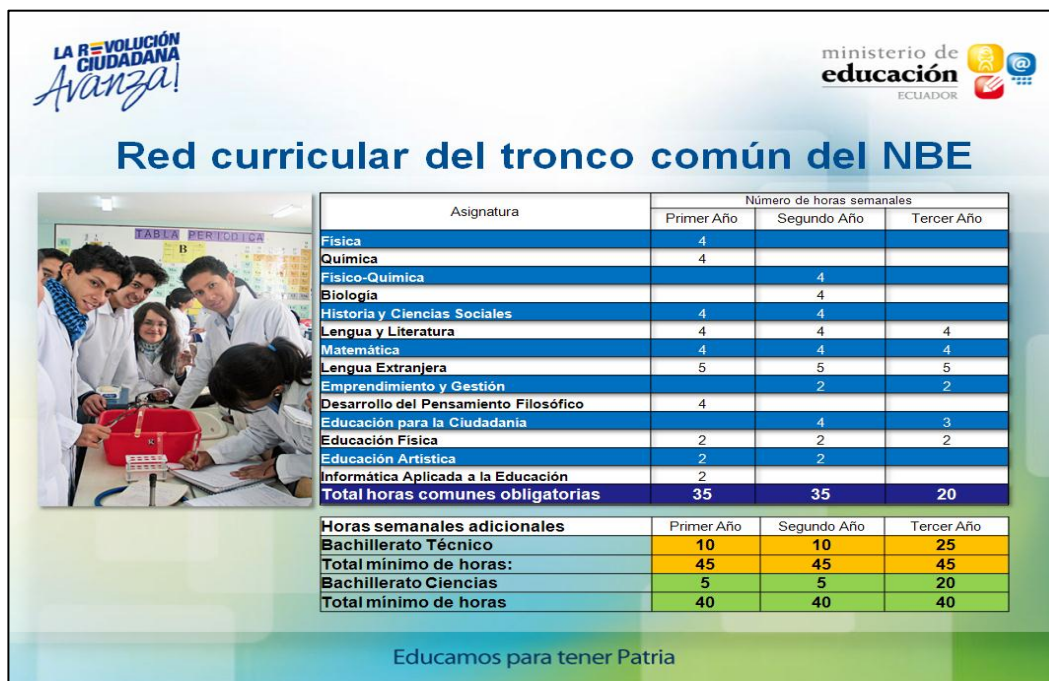 LA REVOLUCIÓN
CIUDADANA
Avanza!
ministerio de
educación
ECUADOR
Red curricular del tronco común del NBE
TABLA PERIODICA
B
Asignatura
Número de horas semanales
Primer Año Segundo Año Tercer Año
Física 4
Química 4
Físico-Química 4
Biología 4
Historia y Ciencias Sociales 4 4
Lengua y Literatura 4 4 4
Matemática 4 4 4
Lengua Extranjera 5 5 5
Emprendimiento y Gestión 2 2
Desarrollo del Pensamiento Filosófico 4
Educación para la Ciudadania 4 3
Educación Física 2 2 2
Educación Artística 2 2
Informática Aplicada a la Educación 2
Total horas comunes obligatorias 35 35 20
Horas semanales adicionales Primer Año Segundo Año Tercer Año
Bachillerato Técnico 10 10 25
Total mínimo de horas: 45 45 45
Bachillerato Ciencias 5 5 20
Total mínimo de horas 40 40 40
Educamos para tener Patria